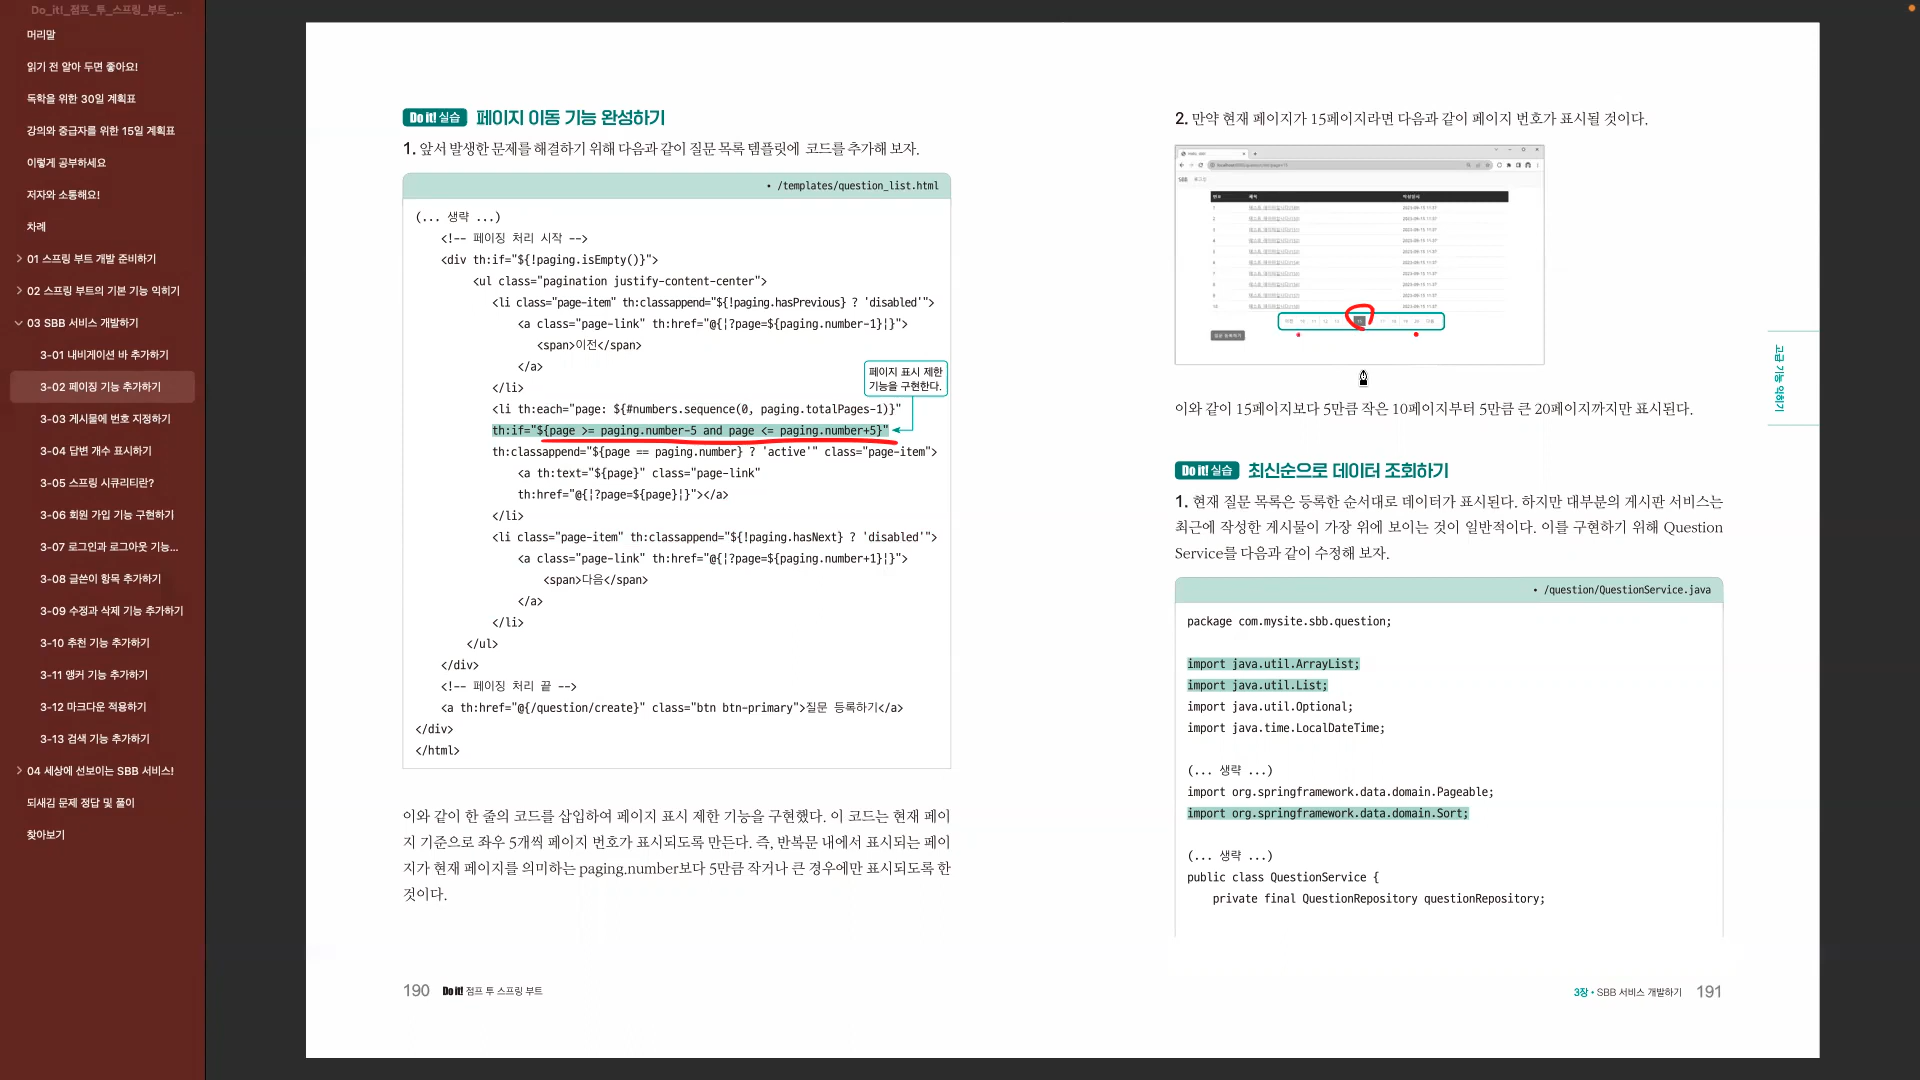 Do_it!_점프_투_스프링_부트_...
머리말
읽기 전 알아 두면 좋아요!
독학을 위한 30일 계획표
강의와 중급자를 위한 15일 계획표
이렇게 공부하세요
저자와 소통해요!
차례
01 스프링 부트 개발 준비하기
02 스프링 부트의 기본 기능 익히기
03 SBB 서비스 개발하기
3-01 내비게이션 바 추가하기
3-02 페이징 기능 추가하기
3-03 게시물에 번호 지정하기
3-04 답변 개수 표시하기
3-05 스프링 시큐리티란?
3-06 회원 가입 기능 구현하기
3-07 로그인과 로그아웃 기능...
3-08 글쓴이 항목 추가하기
3-09 수정과 삭제 기능 추가하기
3-10 추천 기능 추가하기
3-11 앵커 기능 추가하기
3-12 마크다운 적용하기
3-13 검색 기능 추가하기
04 세상에 선보이는 SBB 서비스!
되새김 문제 정답 및 풀이
찾아보기
Do it! 실습 페이지 이동 기능 완성하기
1. 앞서 발생한 문제를 해결하기 위해 다음과 같이 질문 목록 템플릿에 코드를 추가해 보자.
• /templates/question_list.html
(... 생략 ...)
<!-- 페이징 처리 시작 -->
<div th:if="${!paging.isEmpty()}">
<ul class="pagination justify-content-center">
<li class="page-item" th:classappend="${!paging.hasPrevious} ? 'disabled'">
<a class="page-link" th:href="@{|?page=${paging.number-1}|}">
<span>이전</span>
</a>
</li>
<li th:each="page: ${#numbers.sequence(0, paging.totalPages-1)}"
th:if="${page >= paging.number-5 and page <= paging.number+5}"
th:classappend="${page == paging.number} ? 'active'" class="page-item">
<a th:text="${page}" class="page-link"
th:href="@{|?page=${page}|}"></a>
</li>
<li class="page-item" th:classappend="${!paging.hasNext} ? 'disabled'">
<a class="page-link" th:href="@{|?page=${paging.number+1}|}">
<span>다음</span>
</a>
</li>
</ul>
</div>
<!-- 페이징 처리 끝 -->
<a th:href="@{/question/create}" class="btn btn-primary">질문 등록하기</a>
</div>
</html>
페이지 표시 제한
기능을 구현한다.
이와 같이 한 줄의 코드를 삽입하여 페이지 표시 제한 기능을 구현했다. 이 코드는 현재 페이
지 기준으로 좌우 5개씩 페이지 번호가 표시되도록 만든다. 즉, 반복문 내에서 표시되는 페이
지가 현재 페이지를 의미하는 paging.number보다 5만큼 작거나 큰 경우에만 표시되도록 한
것이다.
190 Do it! 점프 투 스프링 부트
2. 만약 현재 페이지가 15페이지라면 다음과 같이 페이지 번호가 표시될 것이다.
SBB 로그인
번호 제목 작성일시
질문 등록하기
이와 같이 15페이지보다 5만큼 작은 10페이지부터 5만큼 큰 20페이지까지만 표시된다.
고급 기능 익히기
Do it! 실습 최신순으로 데이터 조회하기
1. 현재 질문 목록은 등록한 순서대로 데이터가 표시된다. 하지만 대부분의 게시판 서비스는
최근에 작성한 게시물이 가장 위에 보이는 것이 일반적이다. 이를 구현하기 위해 Question
Service를 다음과 같이 수정해 보자.
• /question/QuestionService.java
package com.mysite.sbb.question;
import java.util.ArrayList;
import java.util.List;
import java.util.Optional;
import java.time.LocalDateTime;
(... 생략 ...)
import org.springframework.data.domain.Pageable;
import org.springframework.data.domain.Sort;
(... 생략 ...)
public class QuestionService {
private final QuestionRepository questionRepository;
3장 • SBB 서비스 개발하기 191